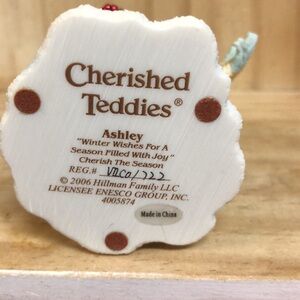 Cherished
Teddies®
Ashley
"Winter Wishes For A
Season Filled With Joy"
Cherish The Season
REG.#
© 2006 Hillman Family LLC
LICENSEE ENESCO GROUP, INC.
4005874
Made in China